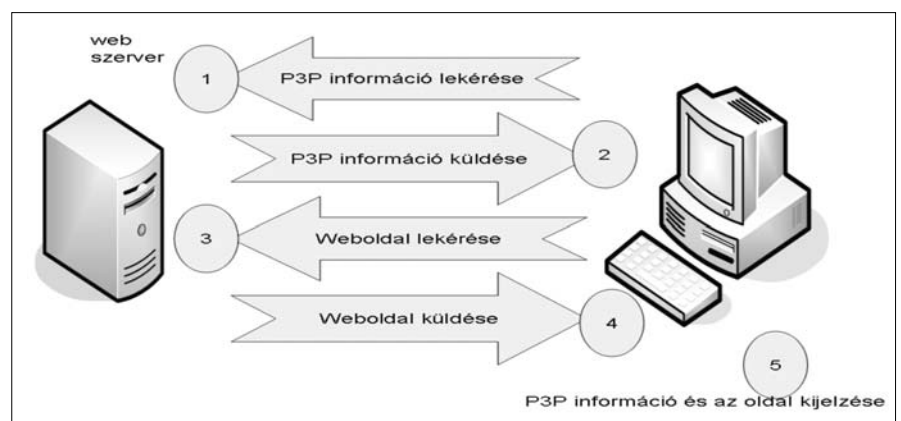 web
szerver
1
P3P információ lekérése
P3P információ küldése
2
3
Weboldal lekérése
Weboldal küldése
4
5
P3P információ és az oldal kijelzése